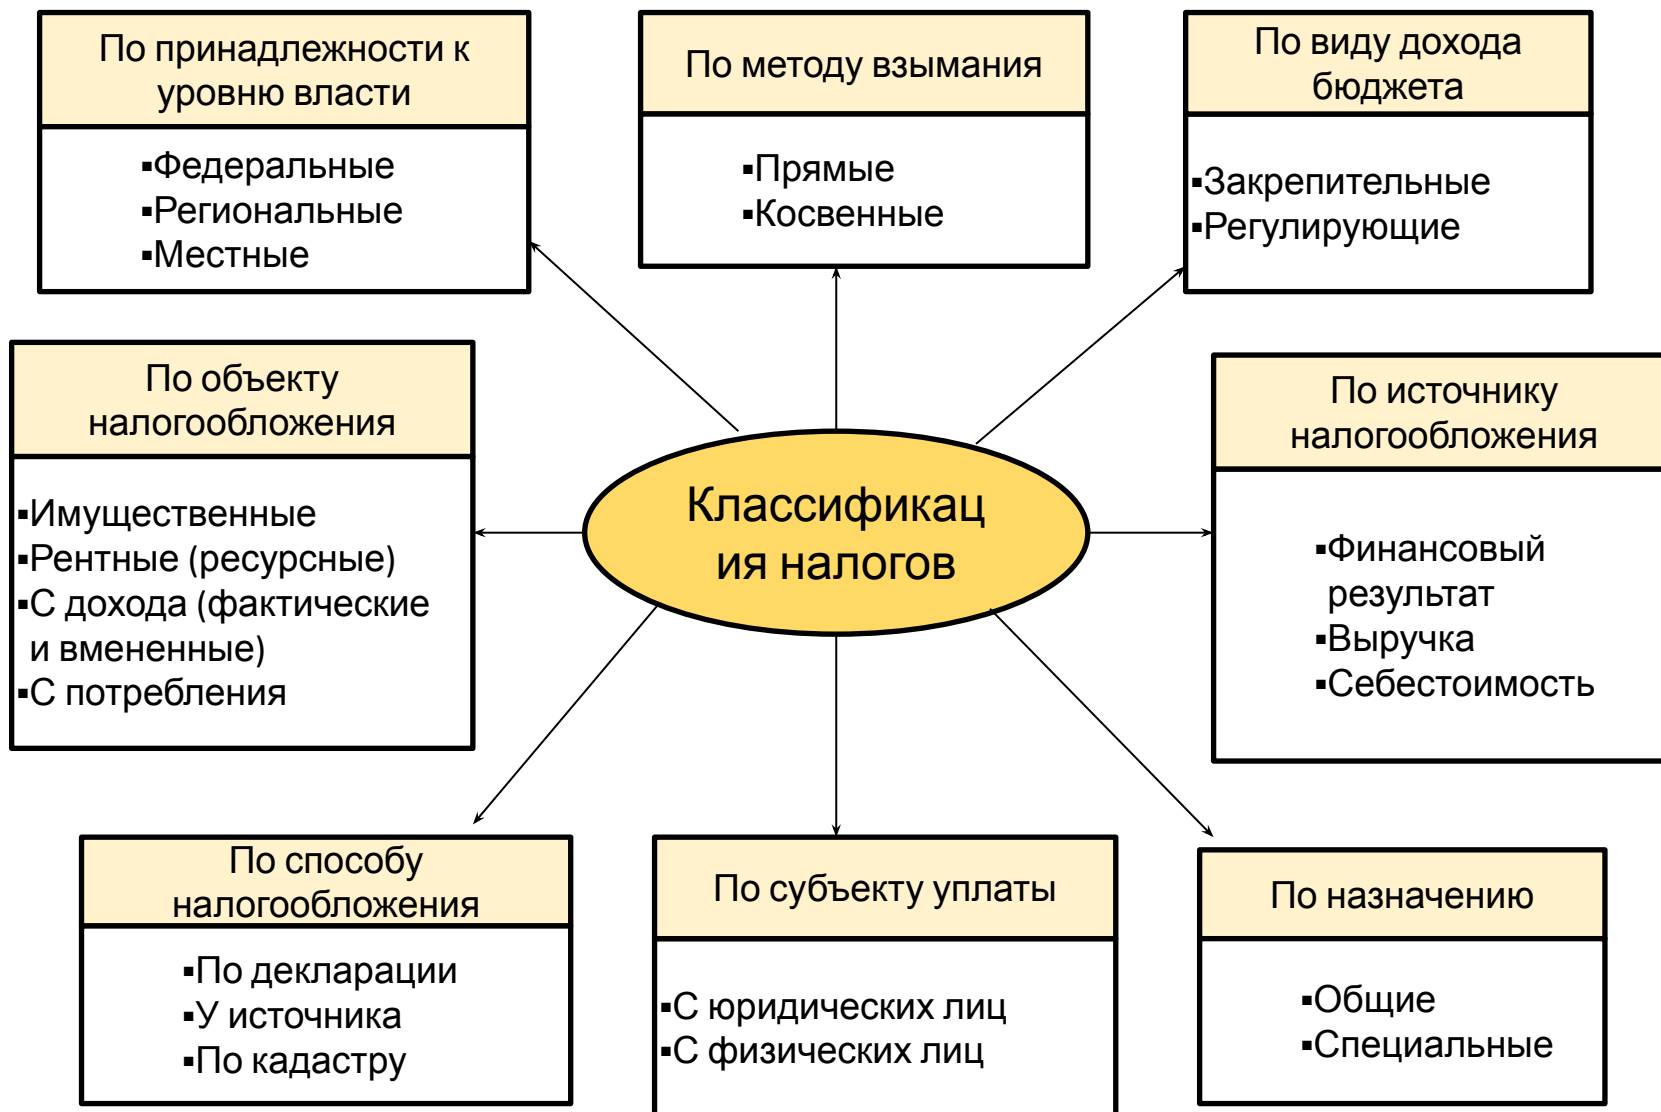 По принадлежности к
уровню власти
▪Федеральные
▪Региональные
▪Местные
По методу взымания
▪Прямые
▪Косвенные
По виду дохода
бюджета
▪Закрепительные
▪Регулирующие
По объекту
налогообложения
▪Имущественные
▪Рентные (ресурсные)
▪С дохода (фактические
и вмененные)
▪С потребления
Классификац
ия налогов
По источнику
налогообложения
▪Финансовый
результат
▪Выручка
▪Себестоимость
По способу
налогообложения
▪По декларации
▪У источника
▪По кадастру
По субъекту уплаты
▪С юридических лиц
▪С физических лиц
По назначению
▪Общие
▪Специальные